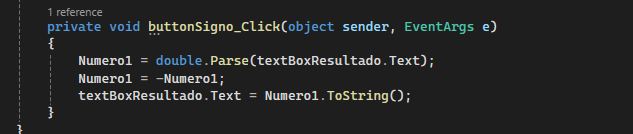 1 reference
private void buttonSigno_Click(object sender, EventArgs e)
{
Numero1 = double.Parse(textBoxResultado.Text);
Numero1 = -Numero1;
textBoxResultado.Text = Numero1.ToString();
}
}